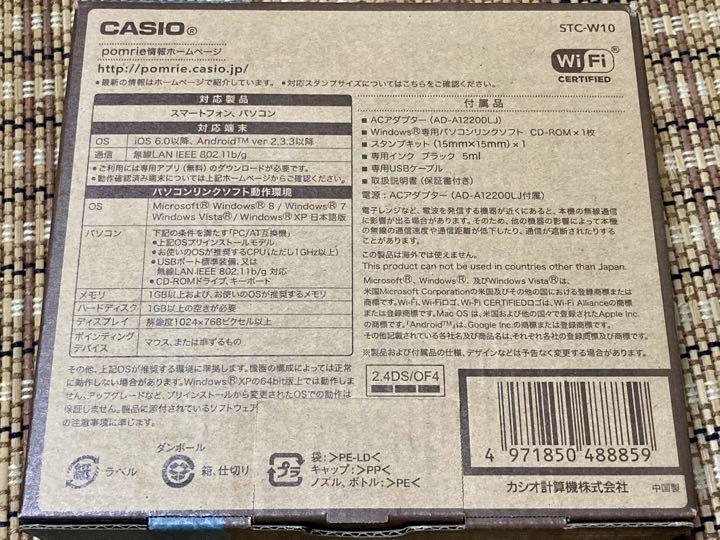 CASIO®
STC-W10
pomrie情報ホームページ
http://pomrie.casio.jp/
Wi Fi®
CERTIFIED
●最新の情報はホームページで紹介しています。 ●対応スタンプサイズについてはこちらをご確認ください。
対応製品
スマートフォン、パソコン
対応端末
OS iOS 6.0以降、Android™ ver 2.3.3以降
通信 無線LAN IEEE 802.11b/g
●ご利用には専用アプリ(無料)のダウンロードが必要です。
●動作確認済み端末については上記ホームページからご確認ください。
パソコンリンクソフト動作環境
OS Microsoft® Windows® 8 / Windows® 7
Windows Vista® / Windows® XP 日本語版
パソコン 下記の条件を満たす「PC/AT互換機」
●上記OSプリインストールモデル
●お使いのOSが推奨するCPU(ただし1GHz以上)
●USBポート標準装備、又は
無線LAN IEEE 802.11b/g 対応
●CD-ROMドライブ、キーボード
メモリ 1GB以上および、お使いのOSが推奨するメモリ
ハードディスク 1GB以上の空きが必要
ディスプレイ 解像度1024×768ピクセル以上
ポインティング
デバイス マウス、または準ずるもの
その他、上記OSが推奨する環境に準拠します。機器の構成によっては正常
に動作しない場合があります。Windows® XPの64bit版上では動作しませ
ん。アップグレードなど、プリインストールから変更されたOSでの動作は
保証しません。製品に添付されているソフトウェア
の注意事項に準じます。
付属品
■ACアダプター(AD-A12200LJ)
■Windows®専用パソコンリンクソフト CD-ROM×1枚
■スタンプキット(15mm×15mm)×1
■専用インク ブラック 5ml
■専用USBケーブル
■取扱説明書(保証書付き)
電源:ACアダプター(AD-A12200LJ付属)
電子レンジなど、電波を発信する機器が近くにあると、本機の無線通信
に影響が出る場合があります。そのため、他の機器の影響によって本機
の無線の通信速度や通信距離が低下したり、通信が遮断されたりする
ことがあります。
この製品は海外では使えません。
This product can not be used in countries other than Japan.
Microsoft®、Windows®、及びWindows Vista®は、
米国Microsoft Corporationの米国及びその他の国における登録商標または
商標です。Wi-Fi、Wi-Fiロゴ、Wi-Fi CERTIFIEDロゴは、Wi-Fi Allianceの商標
または登録商標です。Mac OS は、米国および他の国々で登録されたApple Inc.
の商標です。「Android™」は、Google Inc.の商標または登録商標です。
その他記載されている各社名及び商品名は、それぞれ各社の登録商標及び商標です。
※製品および付属品の仕様、デザインなどは予告なく変更する場合があります。
2.4DS/OF4
4 971850 488859
カシオ計算機株式会社 中国製
紙 ラベル
ダンボール
箱、仕切り
プラ
袋:>PE-LD<
キャップ:>PP<
ノズル、ボトル:>PE<